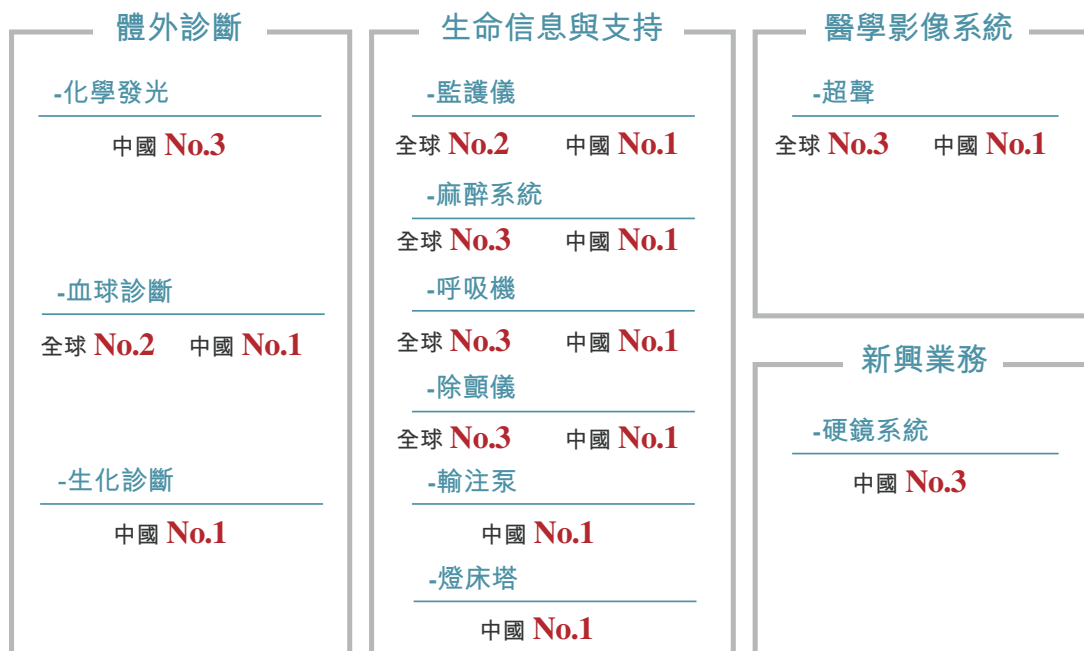 體外診斷
-化學發光
中國 No.3
-血球診斷
全球 No.2 中國 No.1
-生化診斷
中國 No.1
生命信息與支持
-監護儀
全球 No.2 中國 No.1
-麻醉系統
全球 No.3 中國 No.1
-呼吸機
全球 No.3 中國 No.1
-除顫儀
全球 No.3 中國 No.1
-輸注泵
中國 No.1
-燈床塔
中國 No.1
醫學影像系統
-超聲
全球 No.3 中國 No.1
新興業務
-硬鏡系統
中國 No.3